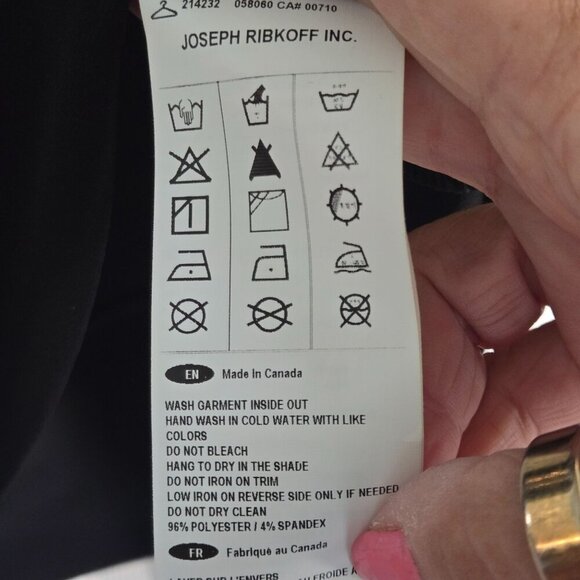 214232 058060 CA# 00710
JOSEPH RIBKOFF INC.
EN Made In Canada
WASH GARMENT INSIDE OUT
HAND WASH IN COLD WATER WITH LIKE
COLORS
DO NOT BLEACH
HANG TO DRY IN THE SHADE
DO NOT IRON ON TRIM
LOW IRON ON REVERSE SIDE ONLY IF NEEDED
DO NOT DRY CLEAN
96% POLYESTER / 4% SPANDEX
FR Fabriqué au Canada
LAVER SUR L'ENVERS